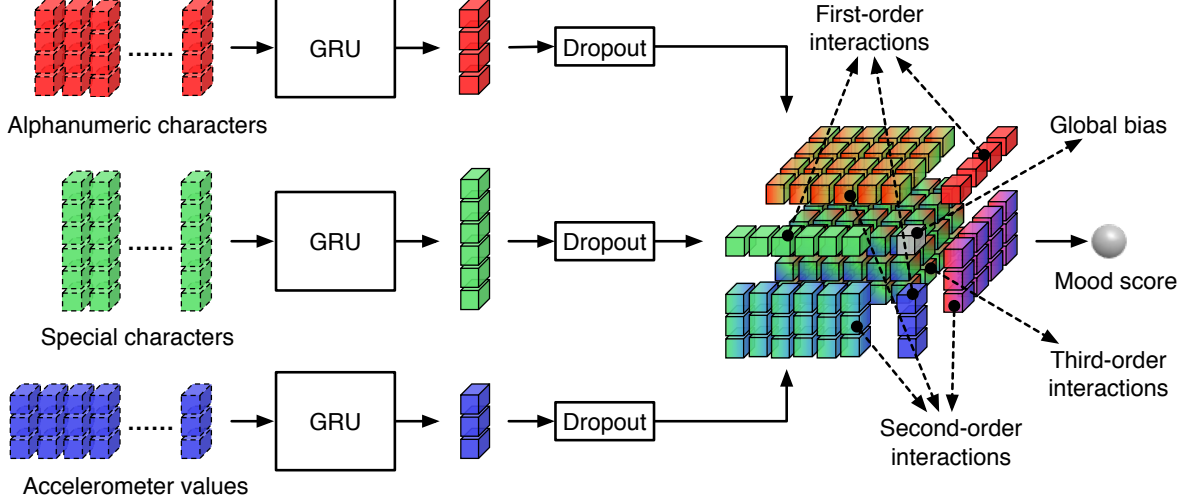 GRU
Dropout
......
Alphanumeric characters
First-order
interactions
Global bias
GRU
Dropout
......
Special characters
Mood score
GRU
Dropout
......
Accelerometer values
Third-order
interactions
Second-order
interactions